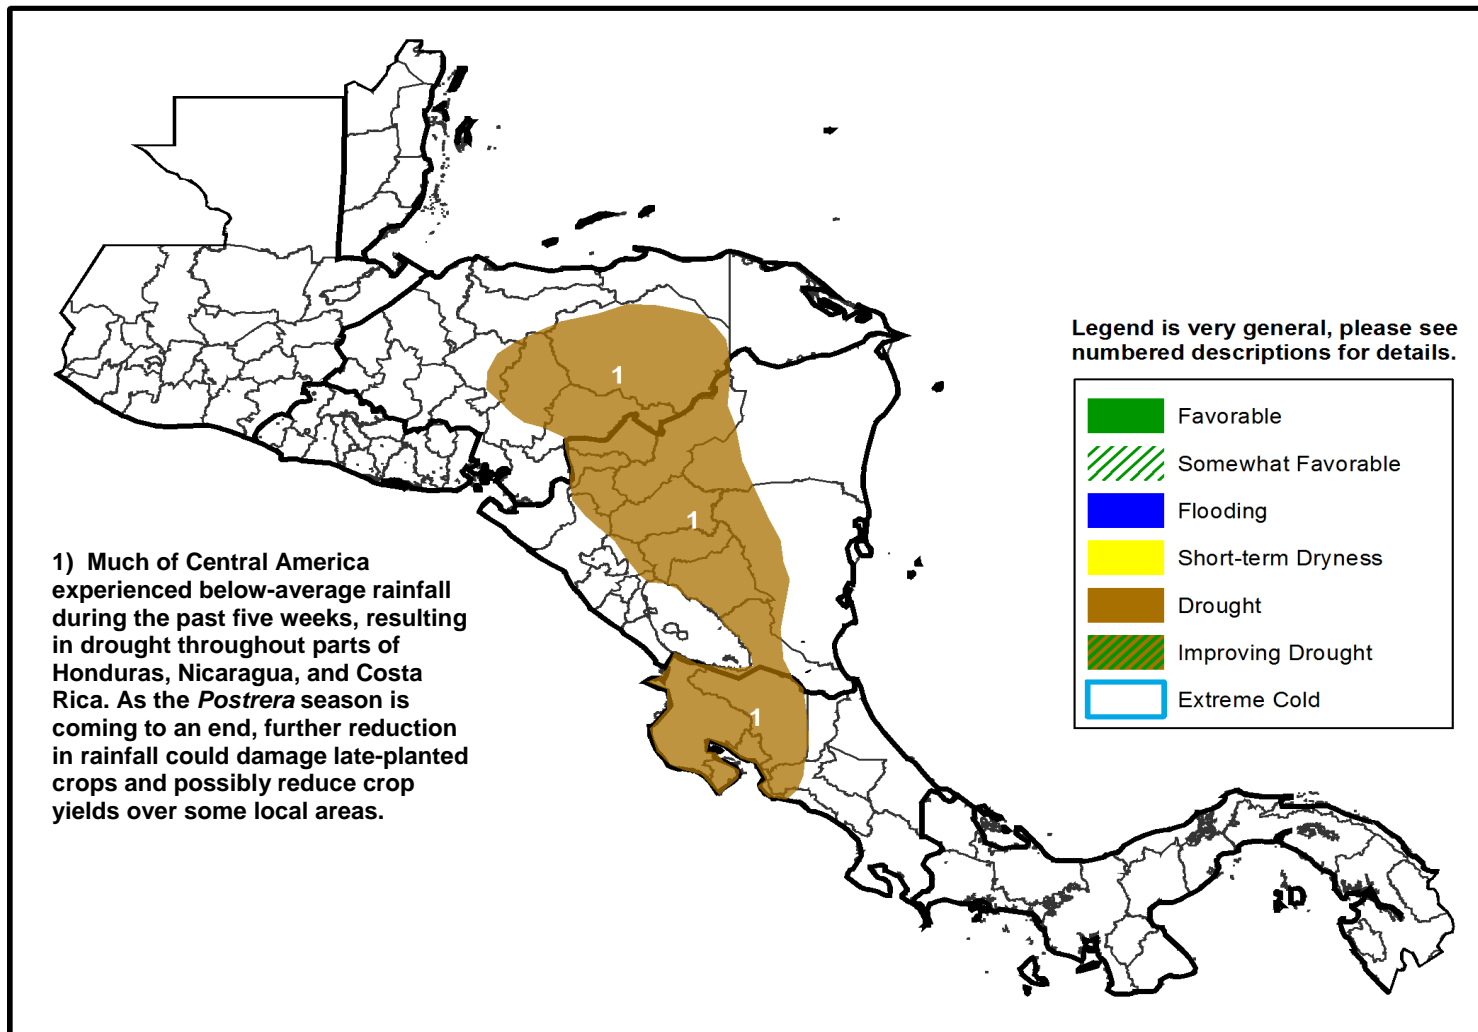 Legend is very general, please see
numbered descriptions for details.
Favorable
Somewhat Favorable
Flooding
Short-term Dryness
Drought
Improving Drought
Extreme Cold
1
1
1
1) Much of Central America
experienced below-average rainfall
during the past five weeks, resulting
in drought throughout parts of
Honduras, Nicaragua, and Costa
Rica. As the Postrera season is
coming to an end, further reduction
in rainfall could damage late-planted
crops and possibly reduce crop
yields over some local areas.